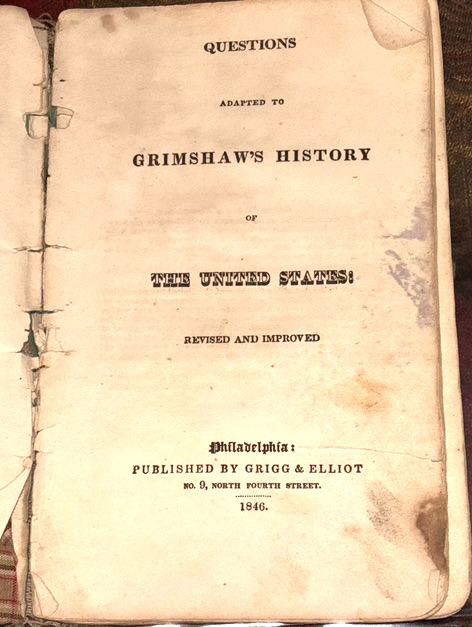 QUESTIONS
ADAPTED TO
GRIMSHAW'S HISTORY
OF
THE UNITED STATES:
REVISED AND IMPROVED
Philadelphia:
PUBLISHED BY GRIGG & ELLIOT
NO. 9, NORTH FOURTH STREET.
1846.